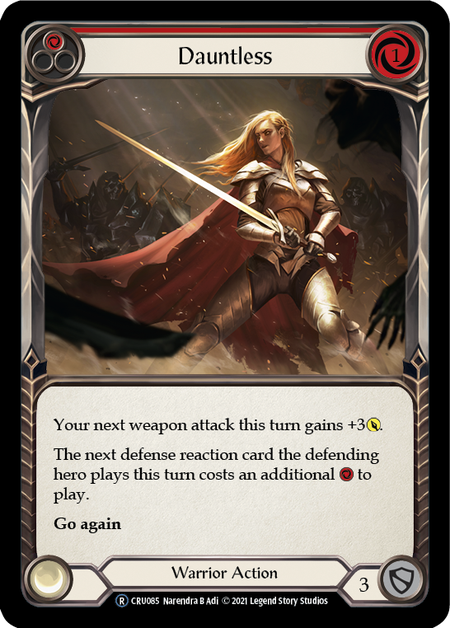 Dauntless
1
Your next weapon attack this turn gains +3.
The next defense reaction card the defending
hero plays this turn costs an additional to
play.
Go again
Warrior Action
3
R CRU085 Narendra B Adi © 2021 Legend Story Studios